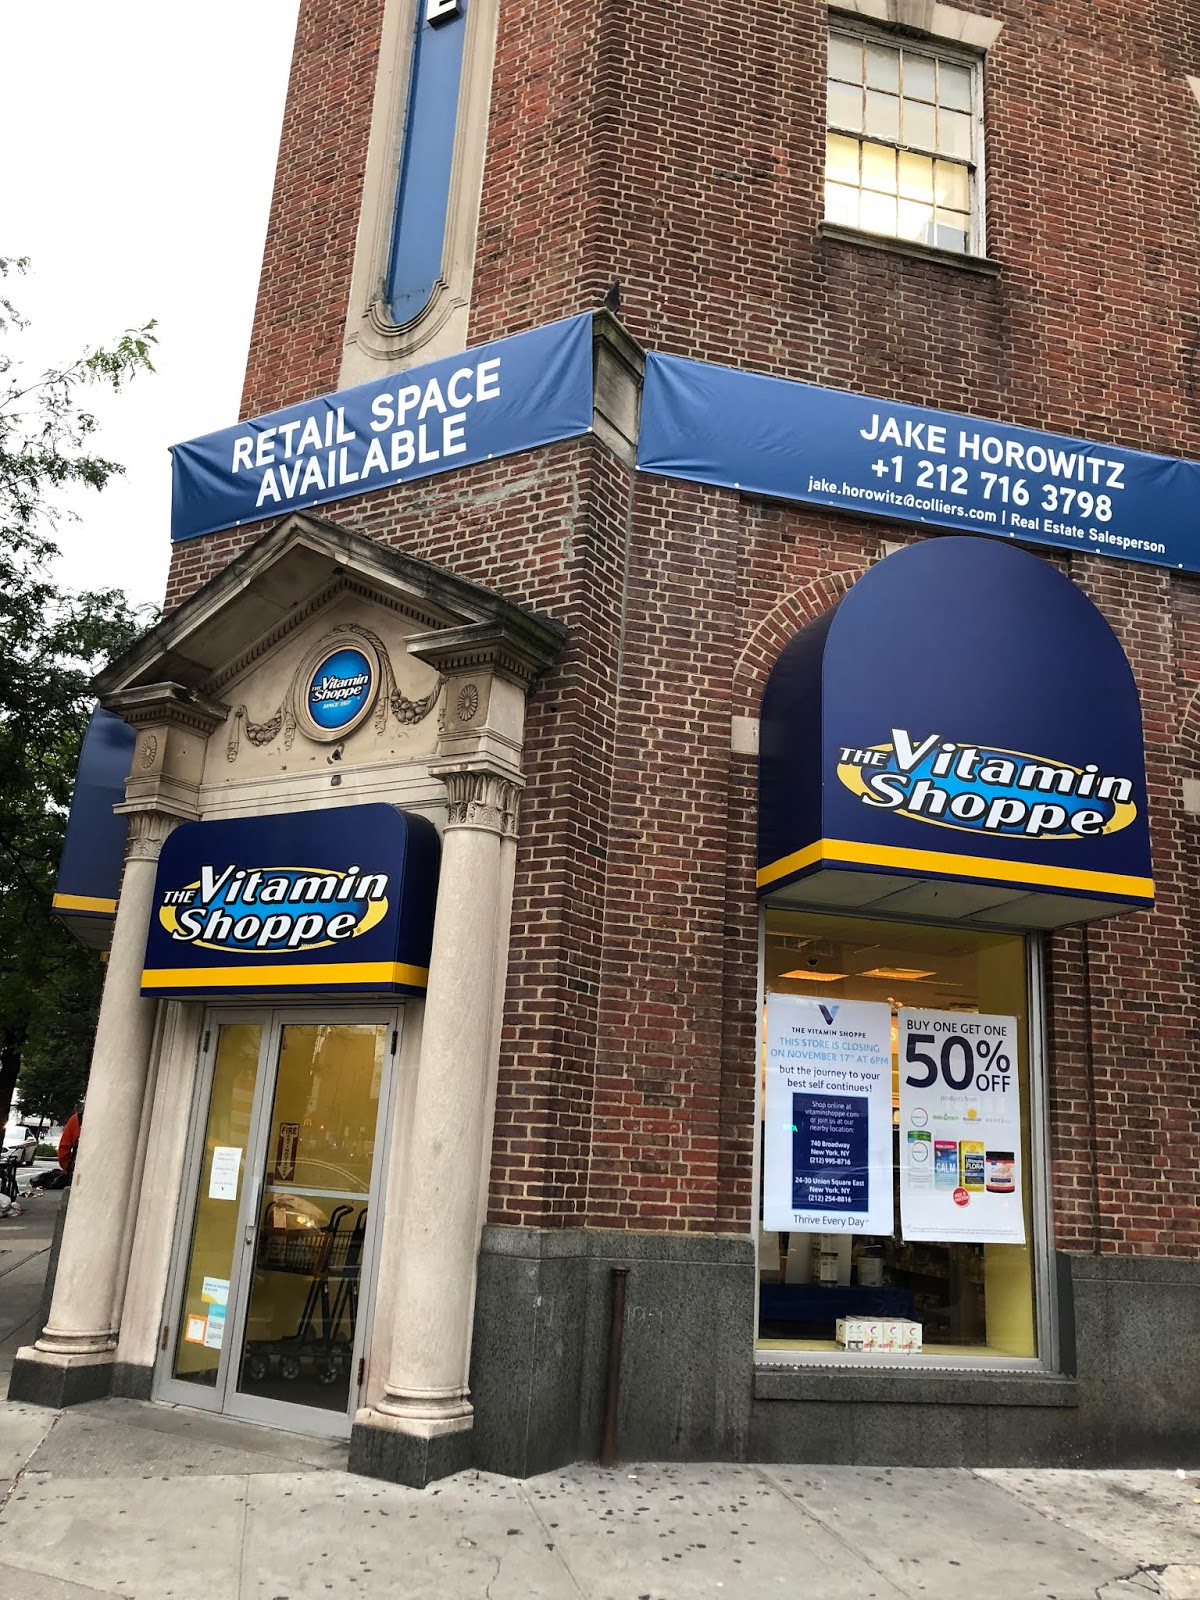 E
RETAIL SPACE
AVAILABLE
JAKE HOROWITZ
+1 212 716 3798
jake.horowitz@colliers.com | Real Estate Salesperson
THE Vitamin
Shoppe
SINCE 1977
THE Vitamin
Shoppe
THE Vitamin
Shoppe
FIRE
THE VITAMIN SHOPPE
THIS STORE IS CLOSING
ON NOVEMBER 17TH AT 6PM
but the journey to your
best self continues!
Shop online at
vitaminshoppe.com
or join us at our
nearby location:
740 Broadway
New York, NY
(212) 995-8716
24-30 Union Square East
New York, NY
(212) 254-8816
Thrive Every Day
BUY ONE GET ONE
50% OFF
products from
CALM
FLORA